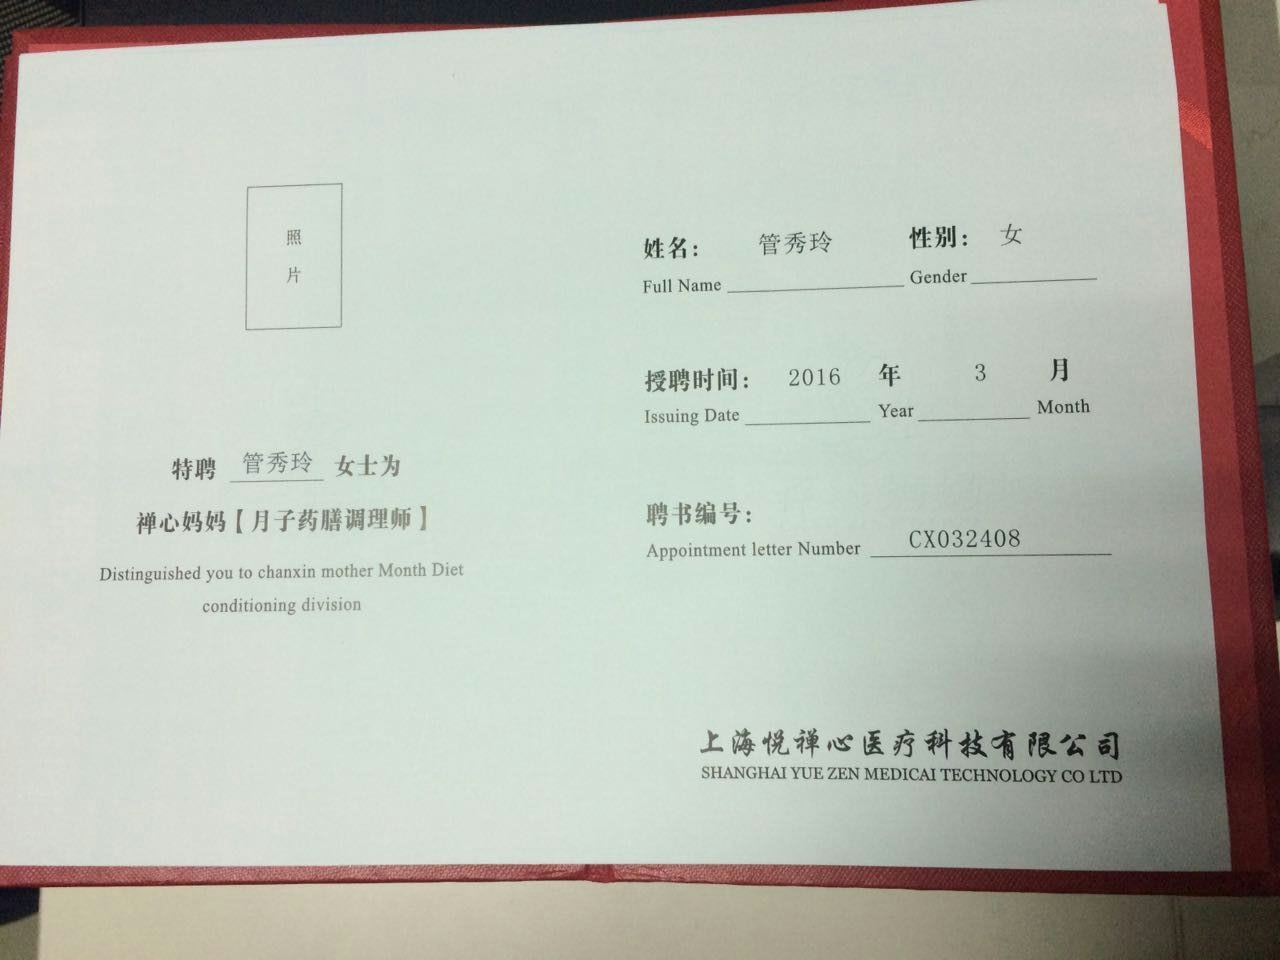 照
片
特聘 管秀玲 女士为
禅心妈妈【月子药膳调理师】
Distinguished you to chanxin mother Month Diet
conditioning division
姓名： 管秀玲 性别： 女
Full Name Gender
授聘时间： 2016 年 3 月
Issuing Date Year Month
聘书编号：
Appointment letter Number CX032408
上海悦禅心医疗科技有限公司
SHANGHAI YUE ZEN MEDICAI TECHNOLOGY CO LTD